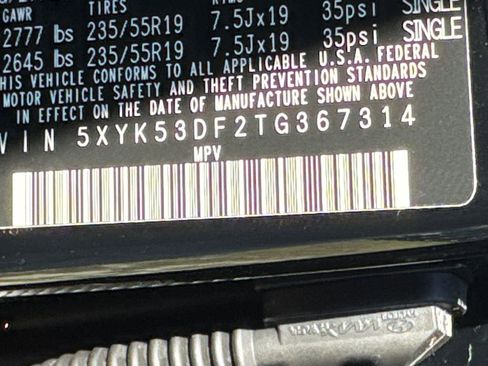 GAWR TIRES
2777 lbs 235/55R19 7.5Jx19 35psi SINGLE
2645 lbs 235/55R19 7.5Jx19 35psi SINGLE
THIS VEHICLE CONFORMS TO ALL APPLICABLE U.S.A. FEDERAL
MOTOR VEHICLE SAFETY AND THEFT PREVENTION STANDARDS
IN EFFECT ON THE DATE OF MANUFACTURE SHOWN ABOVE
VIN 5XYK53DF2TG367314
MPV